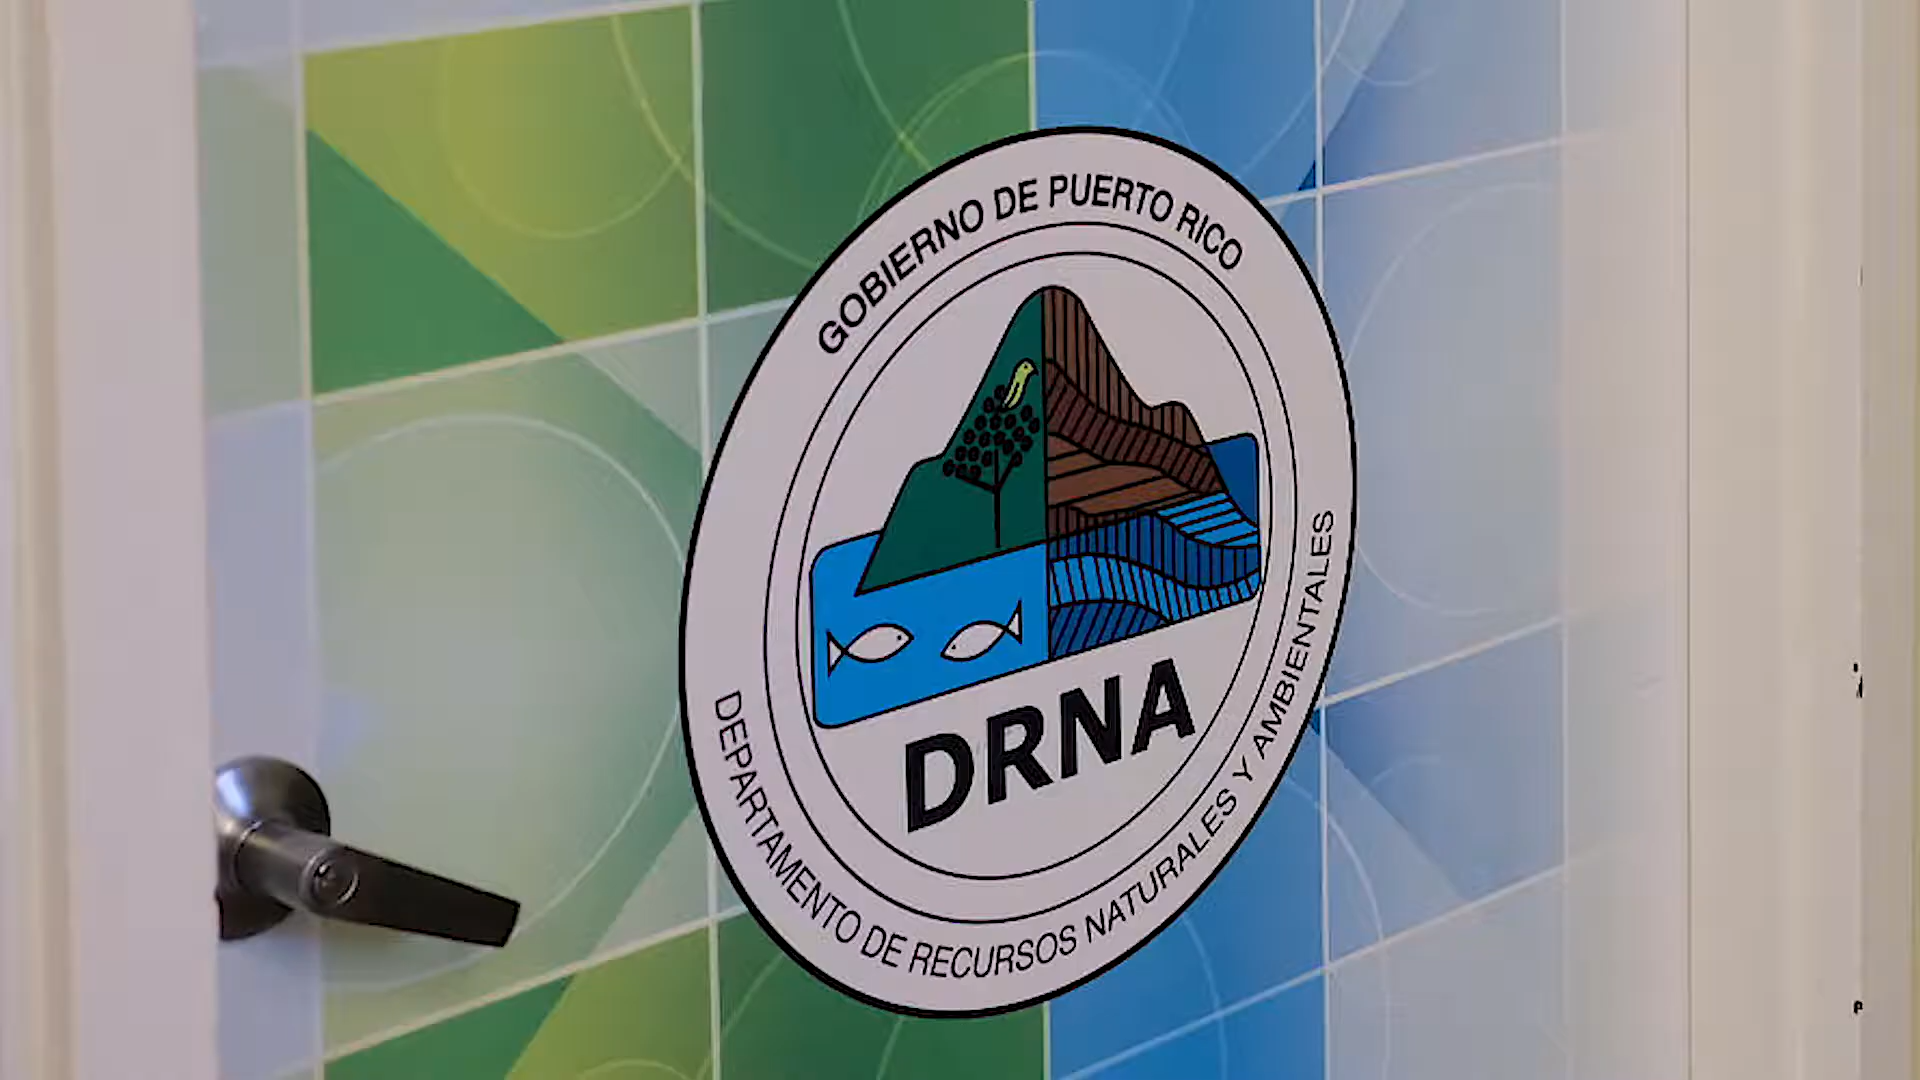 GOBIERNO DE PUERTO RICO
DRNA
DEPARTAMENTO DE RECURSOS NATURALES Y AMBIENTALES